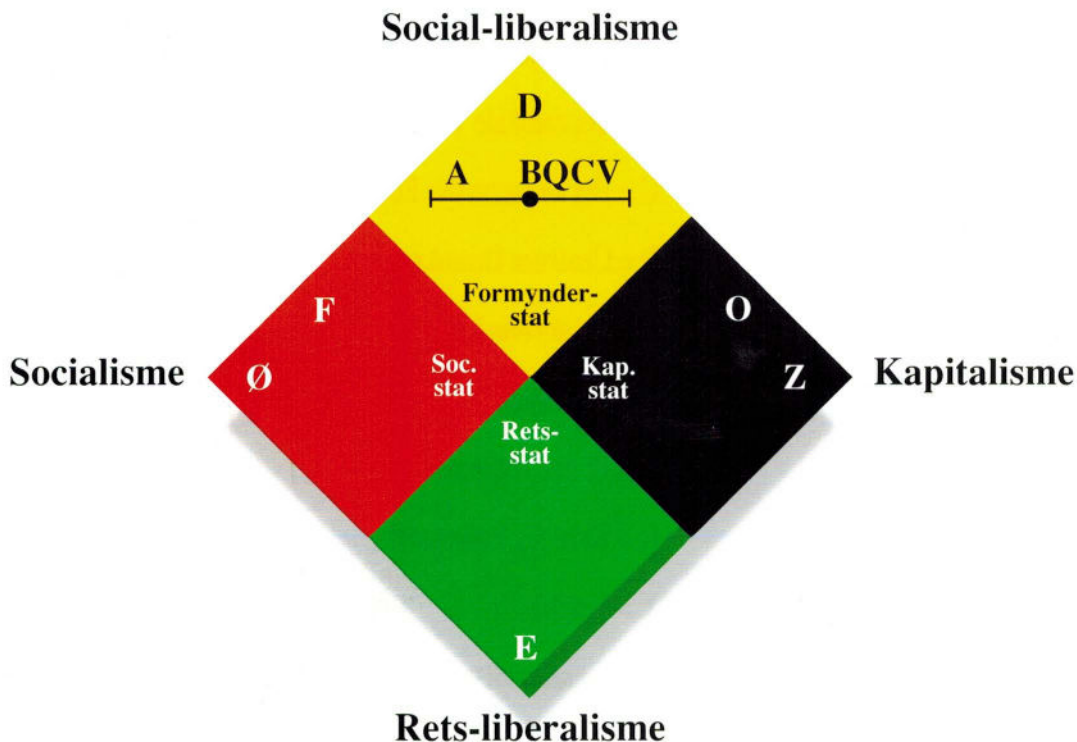 Social-liberalisme
D
A BQCV
Formynder-
stat
F
O
Socialisme
Ø
Soc.
stat
Kap.
stat
Z
Kapitalisme
Rets-
stat
E
Rets-liberalisme